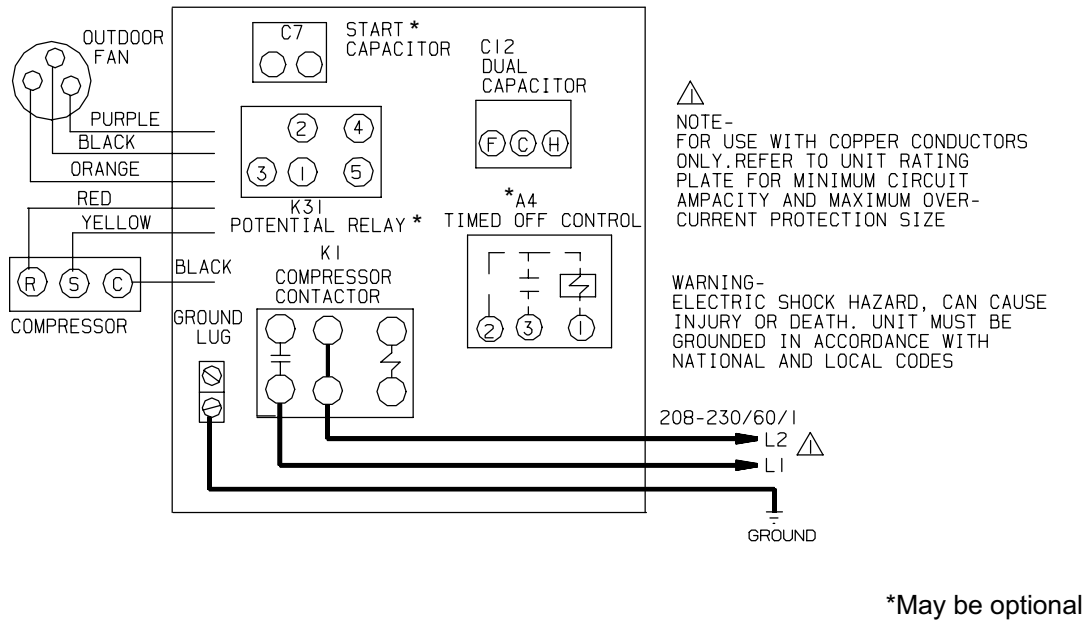 OUTDOOR
FAN
PURPLE
BLACK
ORANGE
RED
YELLOW
BLACK
R S C
COMPRESSOR
C7
START *
CAPACITOR
C12
DUAL
CAPACITOR
F C H
2 4
3 1 5
K31
POTENTIAL RELAY *
*A4
TIMED OFF CONTROL
2 3 1
K1
COMPRESSOR
CONTACTOR
GROUND
LUG
1
NOTE-
FOR USE WITH COPPER CONDUCTORS
ONLY.REFER TO UNIT RATING
PLATE FOR MINIMUM CIRCUIT
AMPACITY AND MAXIMUM OVER-
CURRENT PROTECTION SIZE
WARNING-
ELECTRIC SHOCK HAZARD, CAN CAUSE
INJURY OR DEATH. UNIT MUST BE
GROUNDED IN ACCORDANCE WITH
NATIONAL AND LOCAL CODES
208-230/60/1
L2 1
L1
GROUND
*May be optional